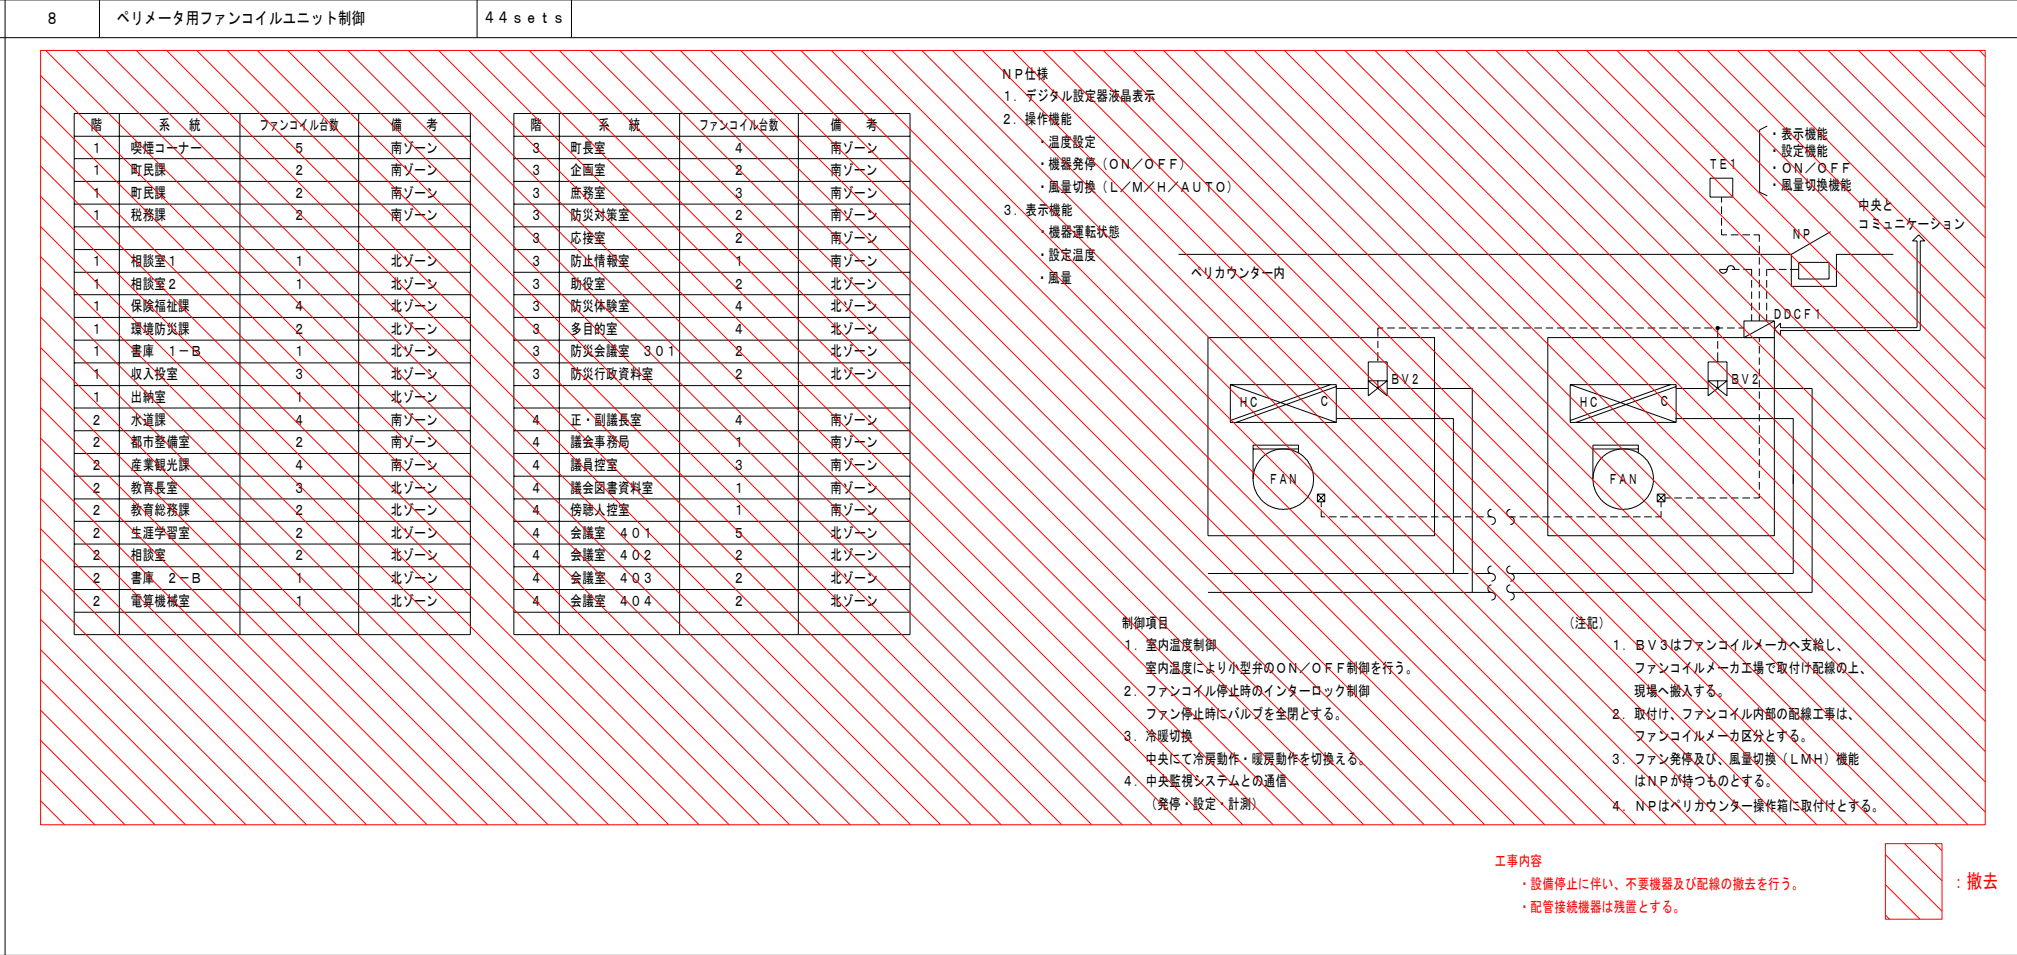 8 ペリメータ用ファンコイルユニット制御 44sets
階 系 統 ファンコイル台数 備 考
1 喫煙コーナー 5 南ゾーン
1 町民課 2 南ゾーン
1 町民課 2 南ゾーン
1 税務課 2 南ゾーン
1 相談室1 1 北ゾーン
1 相談室2 1 北ゾーン
1 保険福祉課 4 北ゾーン
1 環境防災課 2 北ゾーン
1 書庫 1-B 1 北ゾーン
1 収入役室 3 北ゾーン
1 出納室 1 北ゾーン
2 水道課 4 南ゾーン
2 都市整備室 2 南ゾーン
2 産業観光課 4 南ゾーン
2 教育長室 3 北ゾーン
2 教育総務課 2 北ゾーン
2 生涯学習室 2 北ゾーン
2 相談室 2 北ゾーン
2 書庫 2-B 1 北ゾーン
2 電算機械室 1 北ゾーン
階 系 統 ファンコイル台数 備 考
3 町長室 4 南ゾーン
3 企画室 2 南ゾーン
3 庶務室 3 南ゾーン
3 防災対策室 2 南ゾーン
3 応接室 2 南ゾーン
3 防止情報室 1 南ゾーン
3 助役室 2 北ゾーン
3 防災体験室 4 北ゾーン
3 多目的室 4 北ゾーン
3 防災会議室 301 2 北ゾーン
3 防災行政資料室 2 北ゾーン
4 正・副議長室 4 南ゾーン
4 議会事務局 1 南ゾーン
4 議員控室 3 南ゾーン
4 議会図書資料室 1 南ゾーン
4 傍聴人控室 1 南ゾーン
4 会議室 401 5 北ゾーン
4 会議室 402 2 北ゾーン
4 会議室 403 2 北ゾーン
4 会議室 404 2 北ゾーン
NP仕様
1. デジタル設定器液晶表示
2. 操作機能
・温度設定
・機器発停(ON/OFF)
・風量切換(L/M/H/AUTO)
3. 表示機能
・機器運転状態
・設定温度
・風量
・表示機能
・設定機能
・ON/OFF
・風量切換機能
TE1
中央と
コミュニケーション
NP
ペリカウンター内
DDCF1
BV2
BV2
HC C
HC C
FAN
FAN
制御項目
1. 室内温度制御
室内温度により小型弁のON/OFF制御を行う。
2. ファンコイル停止時のインターロック制御
ファン停止時にバルブを全閉とする。
3. 冷暖切換
中央にて冷房動作・暖房動作を切換える。
4. 中央監視システムとの通信
(発停・設定・計測)
(注記)
1. BV3はファンコイルメーカへ支給し、
ファンコイルメーカ工場で取付け配線の上、
現場へ搬入する。
2. 取付け、ファンコイル内部の配線工事は、
ファンコイルメーカ区分とする。
3. ファン発停及び、風量切換(LMH)機能
はNPが持つものとする。
4. NPはペリカウンター操作箱に取付けとする。
工事内容
・設備停止に伴い、不要機器及び配線の撤去を行う。
・配管接続機器は残置とする。
:撤去